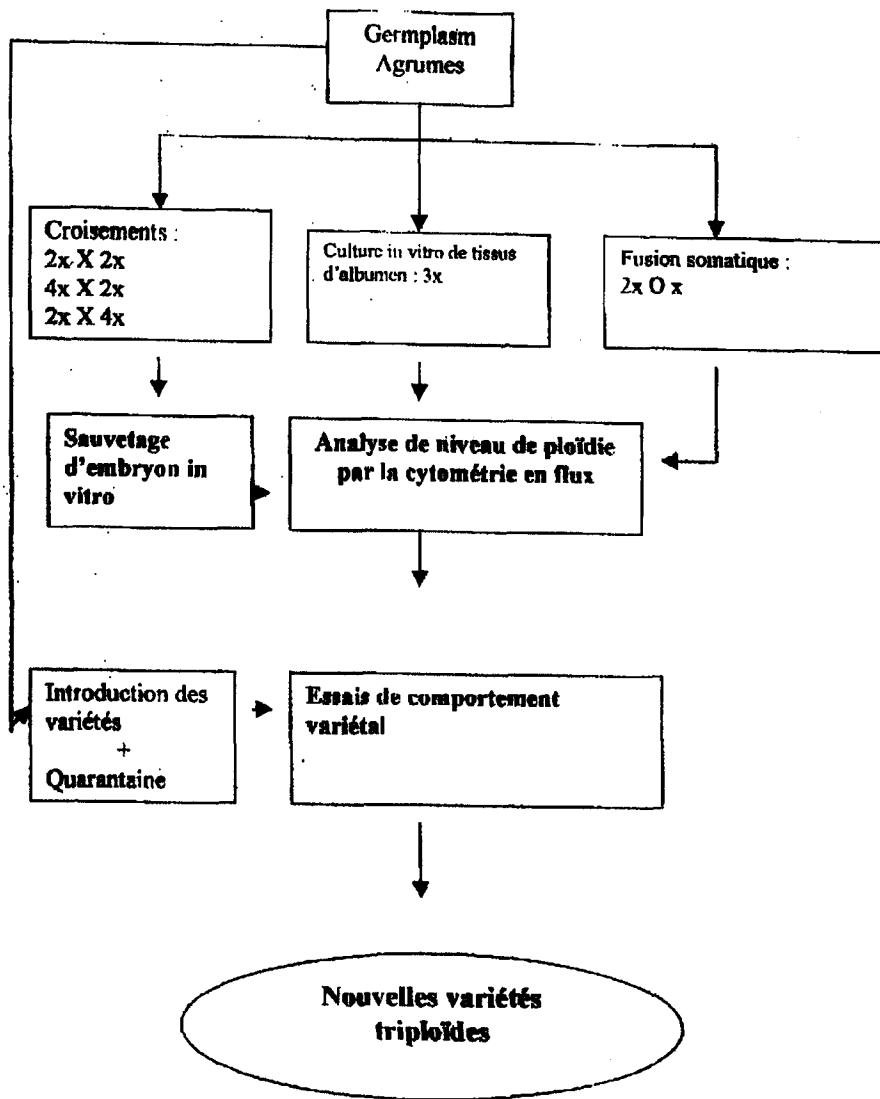 Germplasm
Agrumes
Croisements :
2x X 2x
4x X 2x
2x X 4x
Culture in vitro de tissus
d'albumen : 3x
Fusion somatique :
2x O x
Sauvetage
d'embryon in
vitro
Analyse de niveau de ploïdie
par la cytométrie en flux
Introduction des
variétés
+
Quarantaine
Essais de comportement
variétal
Nouvelles variétés
triploïdes